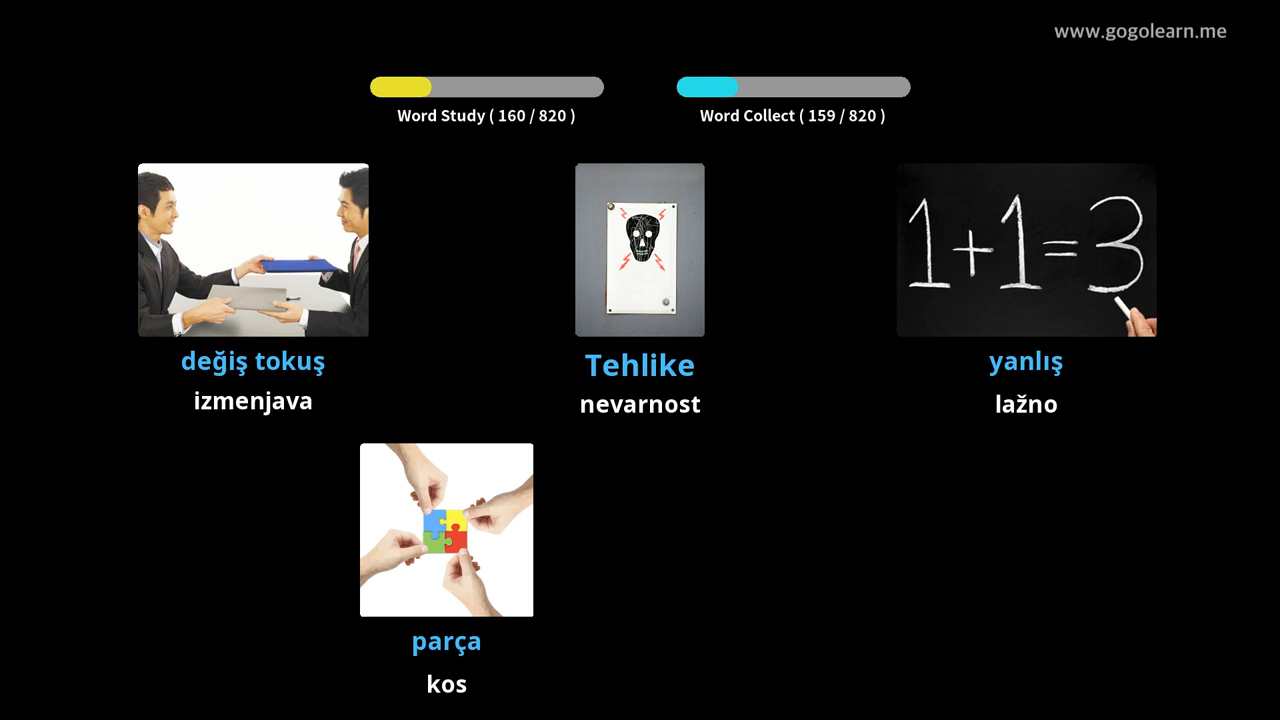 www.gogolearn.me
Word Study ( 160 / 820 )
Word Collect ( 159 / 820 )
1+1=3
değiş tokuş
izmenjava
Tehlike
nevarnost
yanlış
lažno
parça
kos